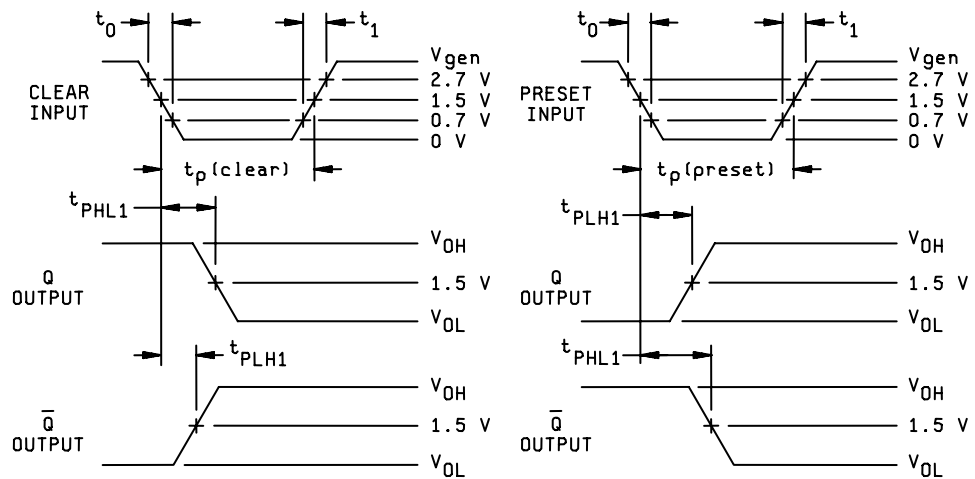 t0 t1
CLEAR
INPUT
Vgen
2.7 V
1.5 V
0.7 V
0 V
tp(clear)
tPHL1
Q
OUTPUT
VOH
1.5 V
VOL
tPLH1
Q̅
OUTPUT
VOH
1.5 V
VOL
t0 t1
PRESET
INPUT
Vgen
2.7 V
1.5 V
0.7 V
0 V
tp(preset)
tPLH1
Q
OUTPUT
VOH
1.5 V
VOL
tPHL1
Q̅
OUTPUT
VOH
1.5 V
VOL